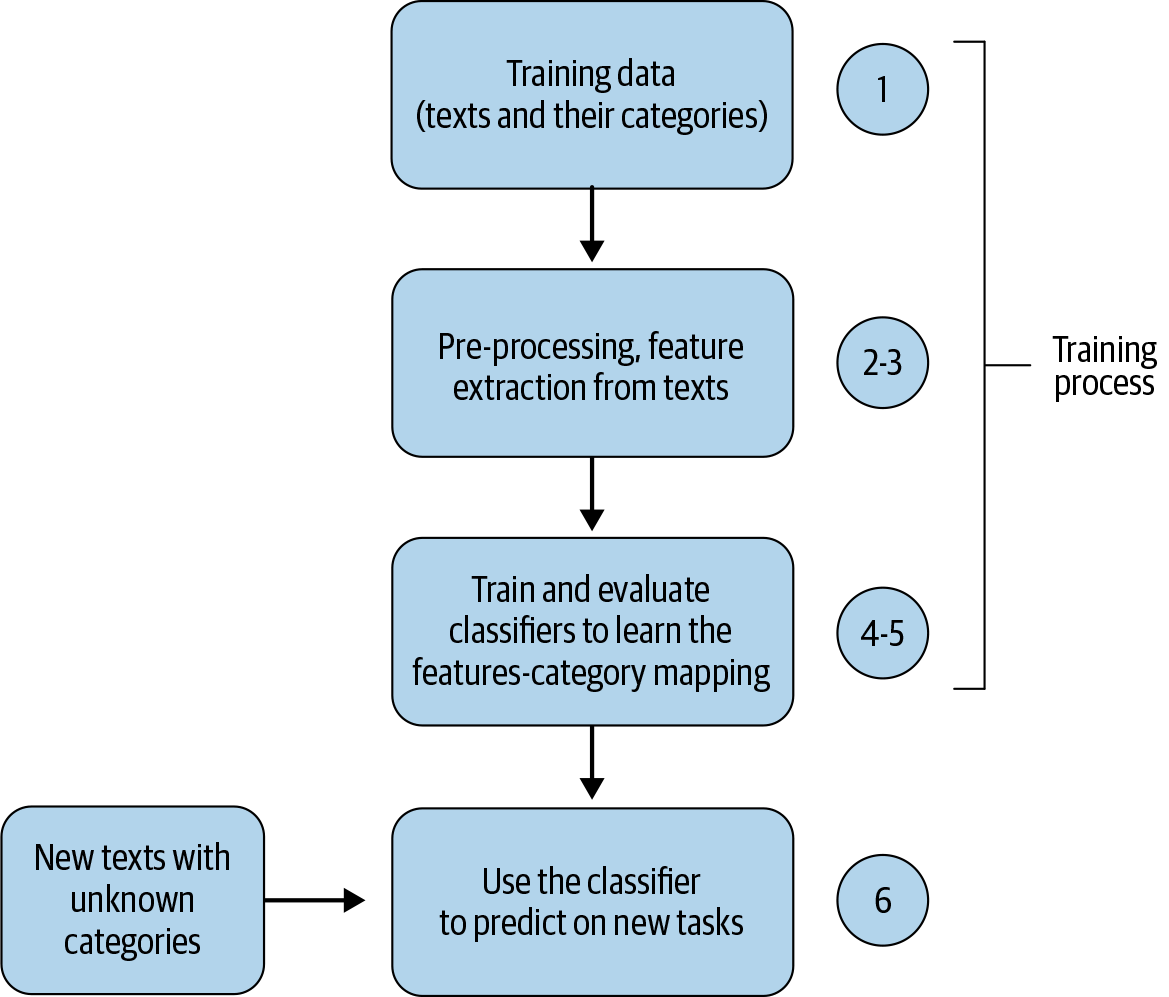 Training data
(texts and their categories)
1
Pre-processing, feature
extraction from texts
2-3
Training
process
Train and evaluate
classifiers to learn the
features-category mapping
4-5
New texts with
unknown
categories
Use the classifier
to predict on new tasks
6